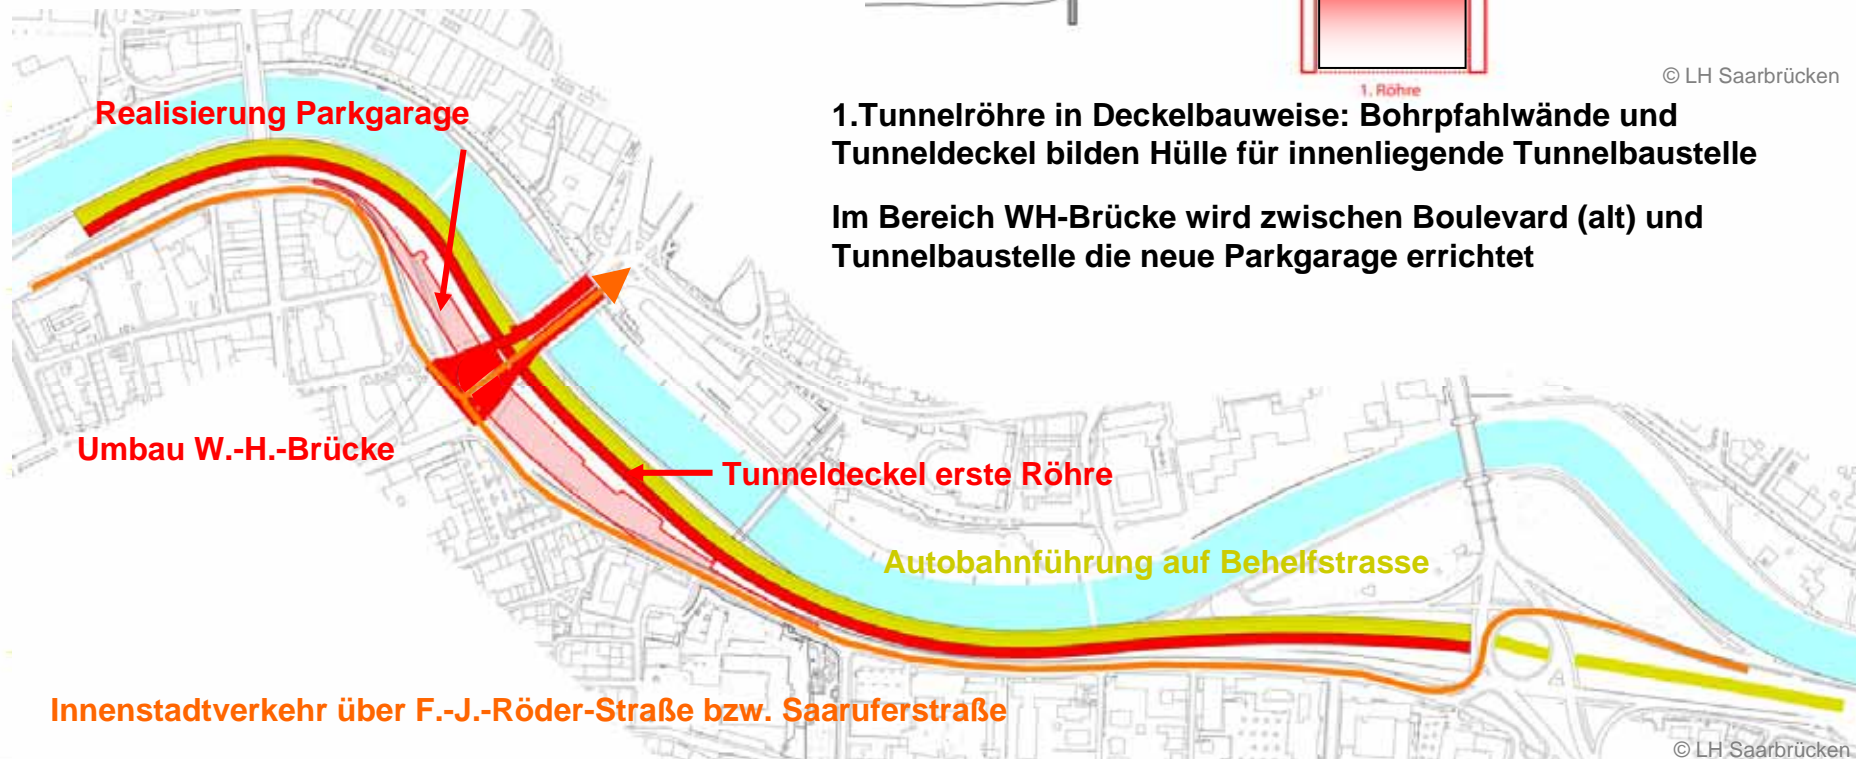 1. Röhre
© LH Saarbrücken
Realisierung Parkgarage
1.Tunnelröhre in Deckelbauweise: Bohrpfahlwände und
Tunneldeckel bilden Hülle für innenliegende Tunnelbaustelle
Im Bereich WH-Brücke wird zwischen Boulevard (alt) und
Tunnelbaustelle die neue Parkgarage errichtet
Umbau W.-H.-Brücke
Tunneldeckel erste Röhre
Autobahnführung auf Behelfstrasse
Innenstadtverkehr über F.-J.-Röder-Straße bzw. Saaruferstraße
© LH Saarbrücken